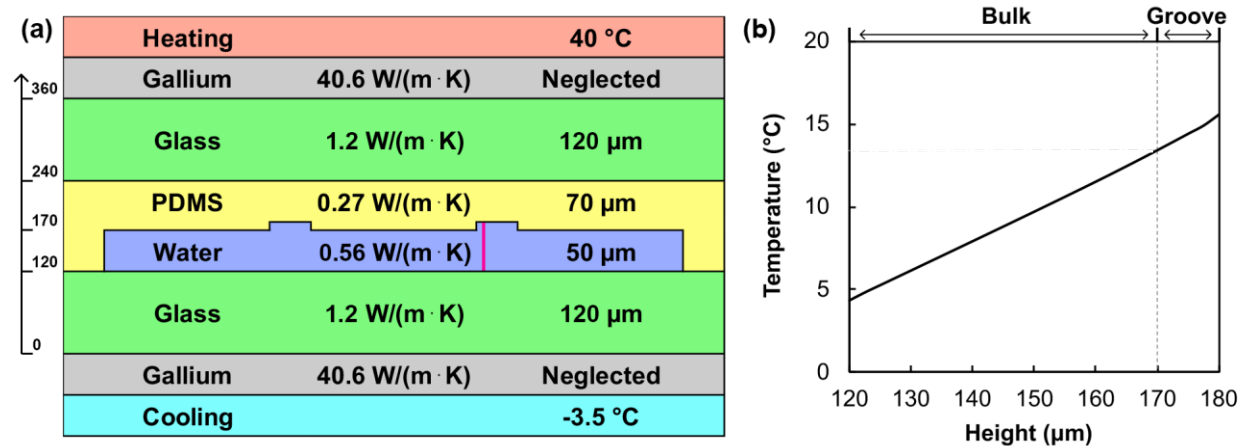 (a)
Heating 40 °C
Gallium 40.6 W/(m · K) Neglected
360
Glass 1.2 W/(m · K) 120 µm
240
PDMS 0.27 W/(m · K) 70 µm
170
Water 0.56 W/(m · K) 50 µm
120
Glass 1.2 W/(m · K) 120 µm
0
Gallium 40.6 W/(m · K) Neglected
Cooling -3.5 °C
(b)
Bulk Groove
20
15
10
5
0
Temperature (°C)
120 130 140 150 160 170 180
Height (µm)